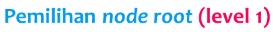 Pemilihan node root (level 1)